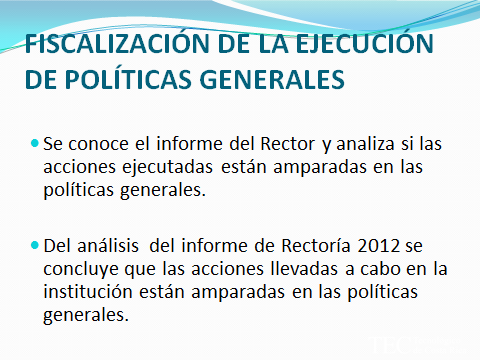 FISCALIZACIÓN DE LA EJECUCIÓN
DE POLÍTICAS GENERALES
Se conoce el informe del Rector y analiza si las
acciones ejecutadas están amparadas en las
políticas generales.
Del análisis del informe de Rectoría 2012 se
concluye que las acciones llevadas a cabo en la
institución están amparadas en las políticas
generales.